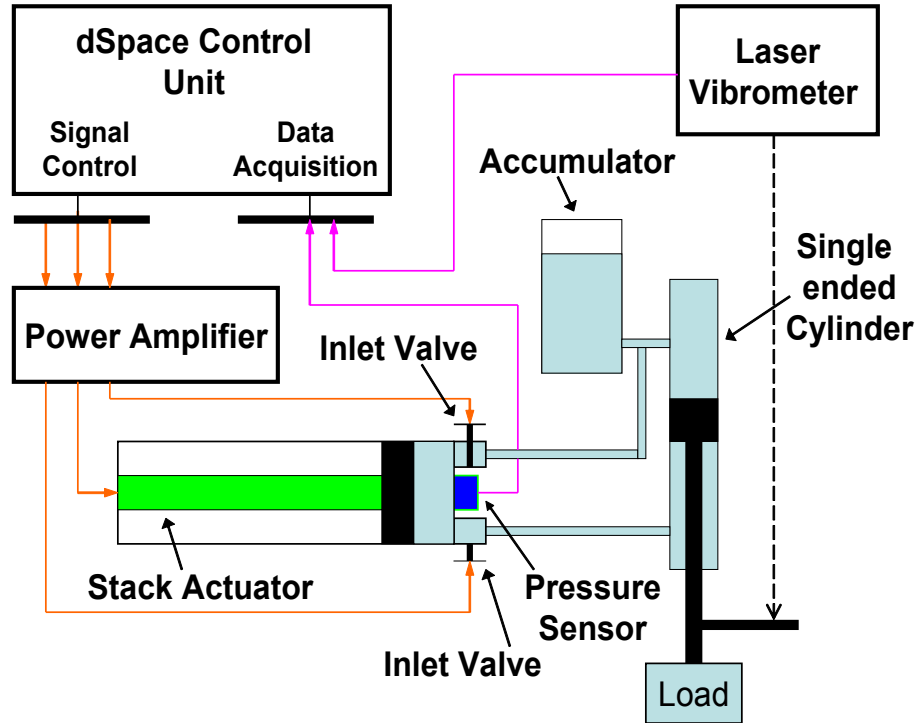 dSpace Control
Unit
Signal
Control
Data
Acquisition
Laser
Vibrometer
Accumulator
Single
ended
Cylinder
Power Amplifier
Inlet Valve
Stack Actuator
Pressure
Sensor
Inlet Valve
Load